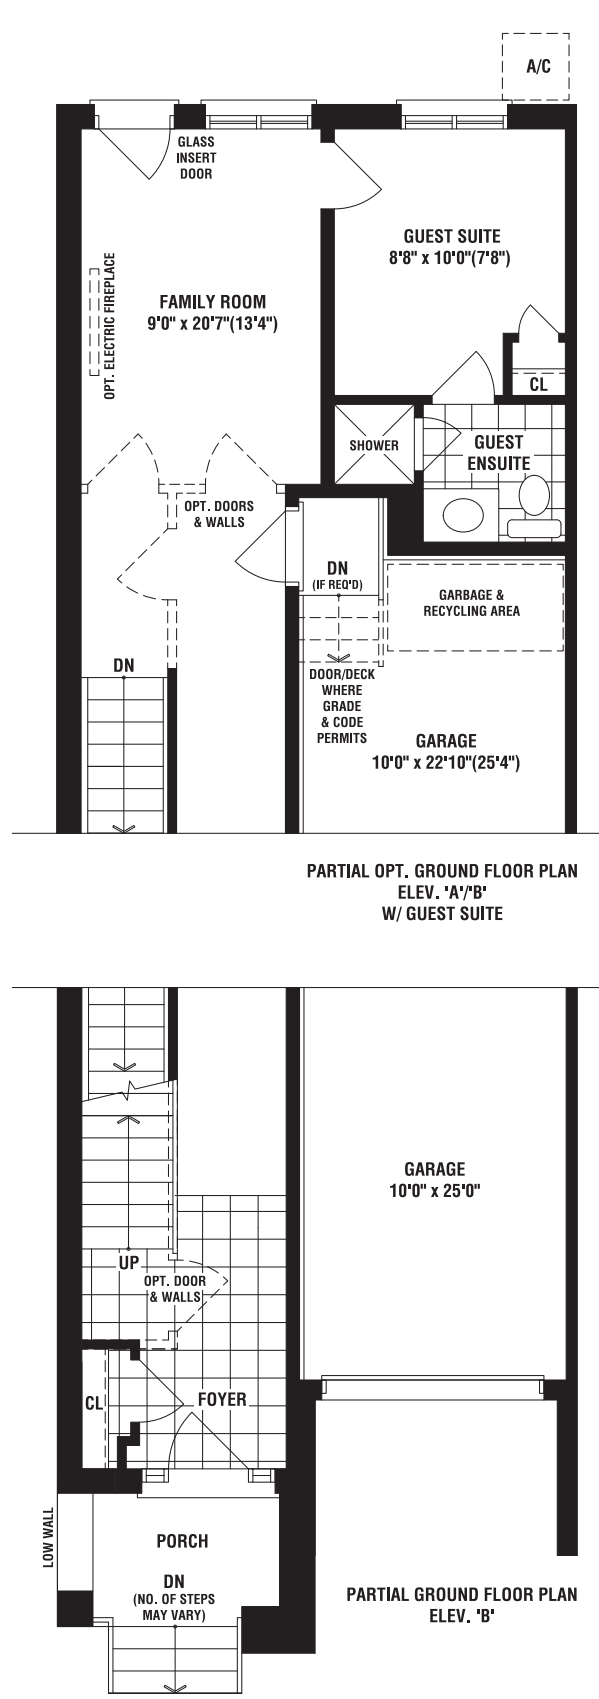 A/C
GLASS
INSERT
DOOR
GUEST SUITE
8'8" x 10'0"(7'8")
OPT. ELECTRIC FIREPLACE
FAMILY ROOM
9'0" x 20'7"(13'4")
CL
SHOWER
GUEST
ENSUITE
OPT. DOORS
& WALLS
DN
(IF REQ'D)
GARBAGE &
RECYCLING AREA
DN
DOOR/DECK
WHERE
GRADE
& CODE
PERMITS
GARAGE
10'0" x 22'10"(25'4")
PARTIAL OPT. GROUND FLOOR PLAN
ELEV. 'A'/'B'
W/ GUEST SUITE
GARAGE
10'0" x 25'0"
UP
OPT. DOOR
& WALLS
CL
FOYER
LOW WALL
PORCH
DN
(NO. OF STEPS
MAY VARY)
PARTIAL GROUND FLOOR PLAN
ELEV. 'B'